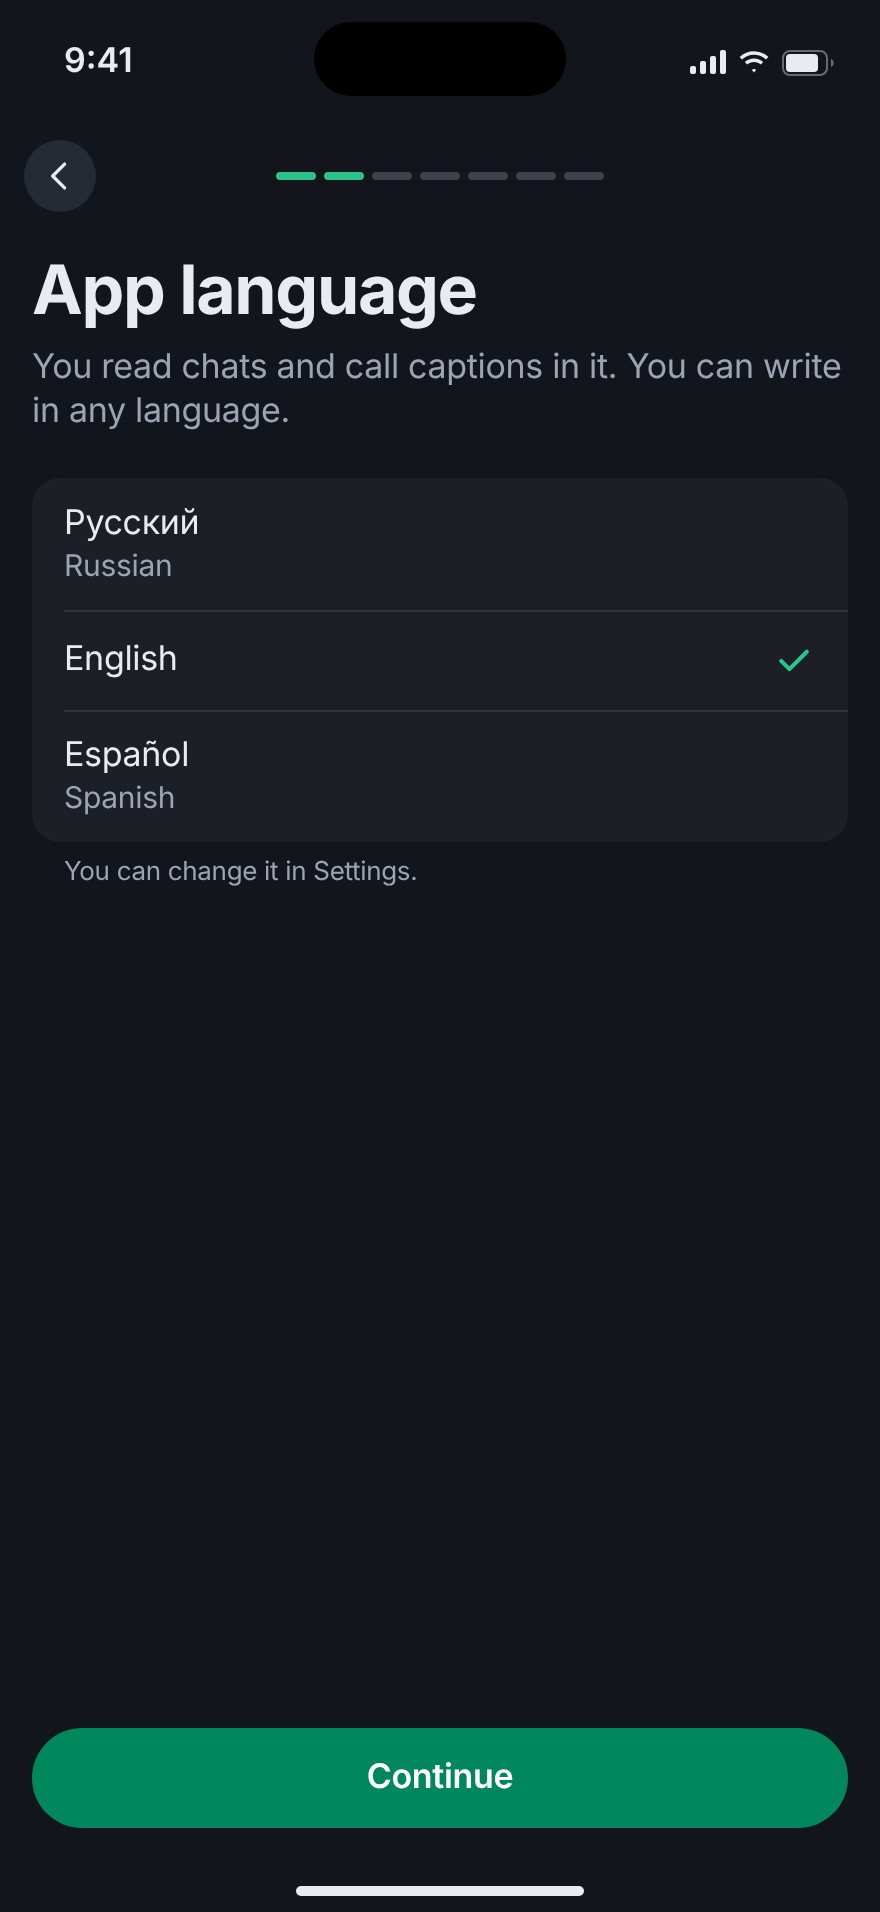 9:41
App language
You read chats and call captions in it. You can write
in any language.
Русский
Russian
English
Español
Spanish
You can change it in Settings.
Continue